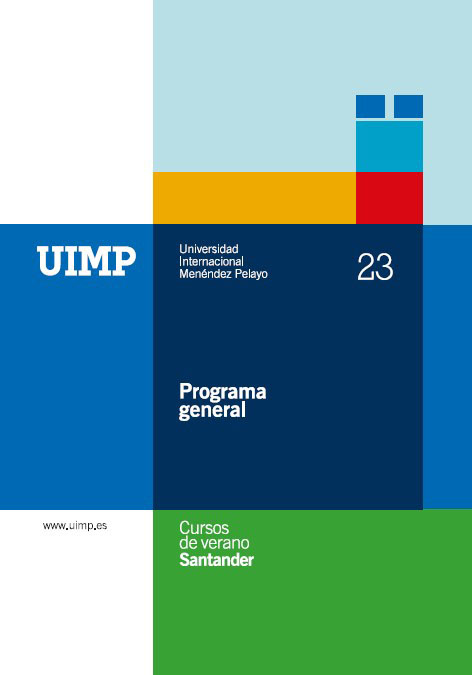 UIMP
Universidad
Internacional
Menéndez Pelayo
23
Programa
general
www.uimp.es
Cursos
de verano
Santander